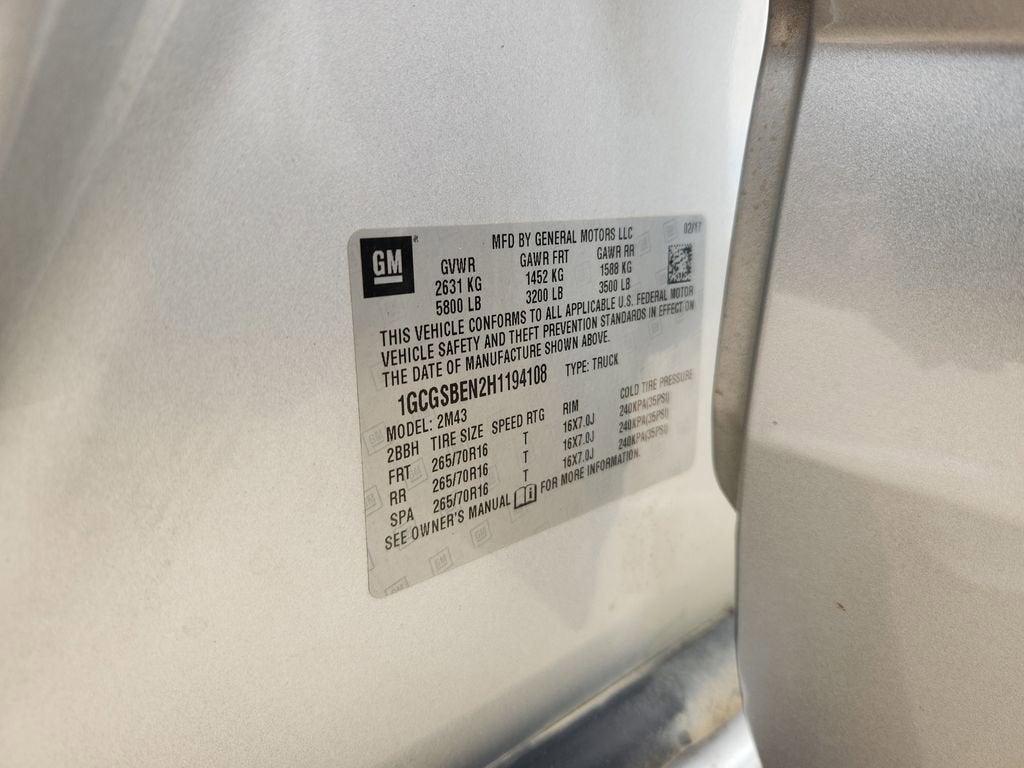 GM
MFD BY GENERAL MOTORS LLC 02/17
GVWR GAWR FRT GAWR RR
2631 KG 1452 KG 1588 KG
5800 LB 3200 LB 3500 LB
THIS VEHICLE CONFORMS TO ALL APPLICABLE U.S. FEDERAL MOTOR
VEHICLE SAFETY AND THEFT PREVENTION STANDARDS IN EFFECT ON
THE DATE OF MANUFACTURE SHOWN ABOVE.
1GCGSBEN2H1194108 TYPE: TRUCK
MODEL: 2M43
2BBH TIRE SIZE SPEED RTG RIM COLD TIRE PRESSURE
FRT 265/70R16 T 16X7.0J 240KPA(35PSI)
RR 265/70R16 T 16X7.0J 240KPA(35PSI)
SPA 265/70R16 T 16X7.0J 240KPA(35PSI)
SEE OWNER'S MANUAL FOR MORE INFORMATION.